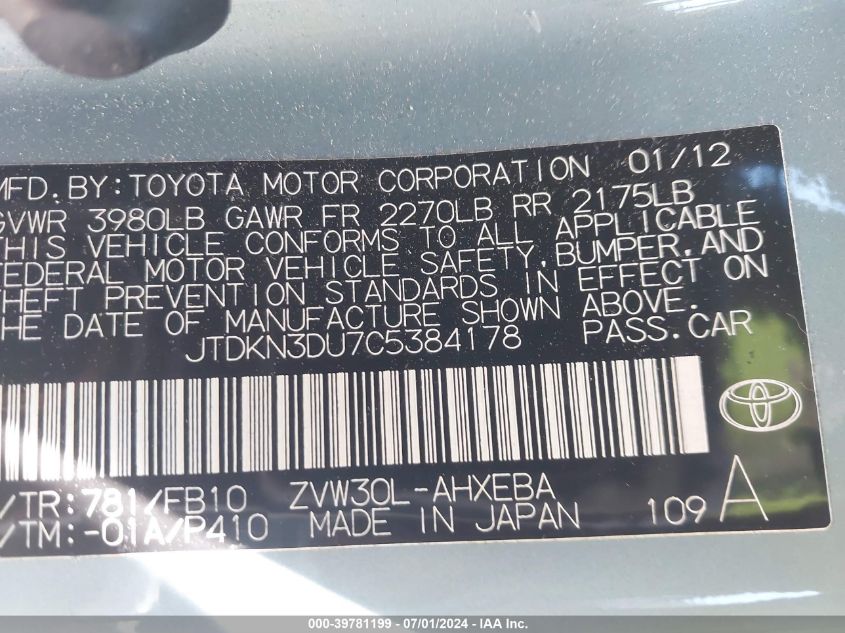 MFD. BY: TOYOTA MOTOR CORPORATION 01/12
GVWR 3980LB GAWR FR 2270LB RR 2175LB
THIS VEHICLE CONFORMS TO ALL APPLICABLE
FEDERAL MOTOR VEHICLE SAFETY, BUMPER, AND
THEFT PREVENTION STANDARDS IN EFFECT ON
THE DATE OF MANUFACTURE SHOWN ABOVE.
JTDKN3DU7C5384178 PASS. CAR
/TR: 781/FB10 ZVW30L-AHXEBA
/TM: -01A/P410 MADE IN JAPAN 109 A
000-39781199 - 07/01/2024 - IAA Inc.